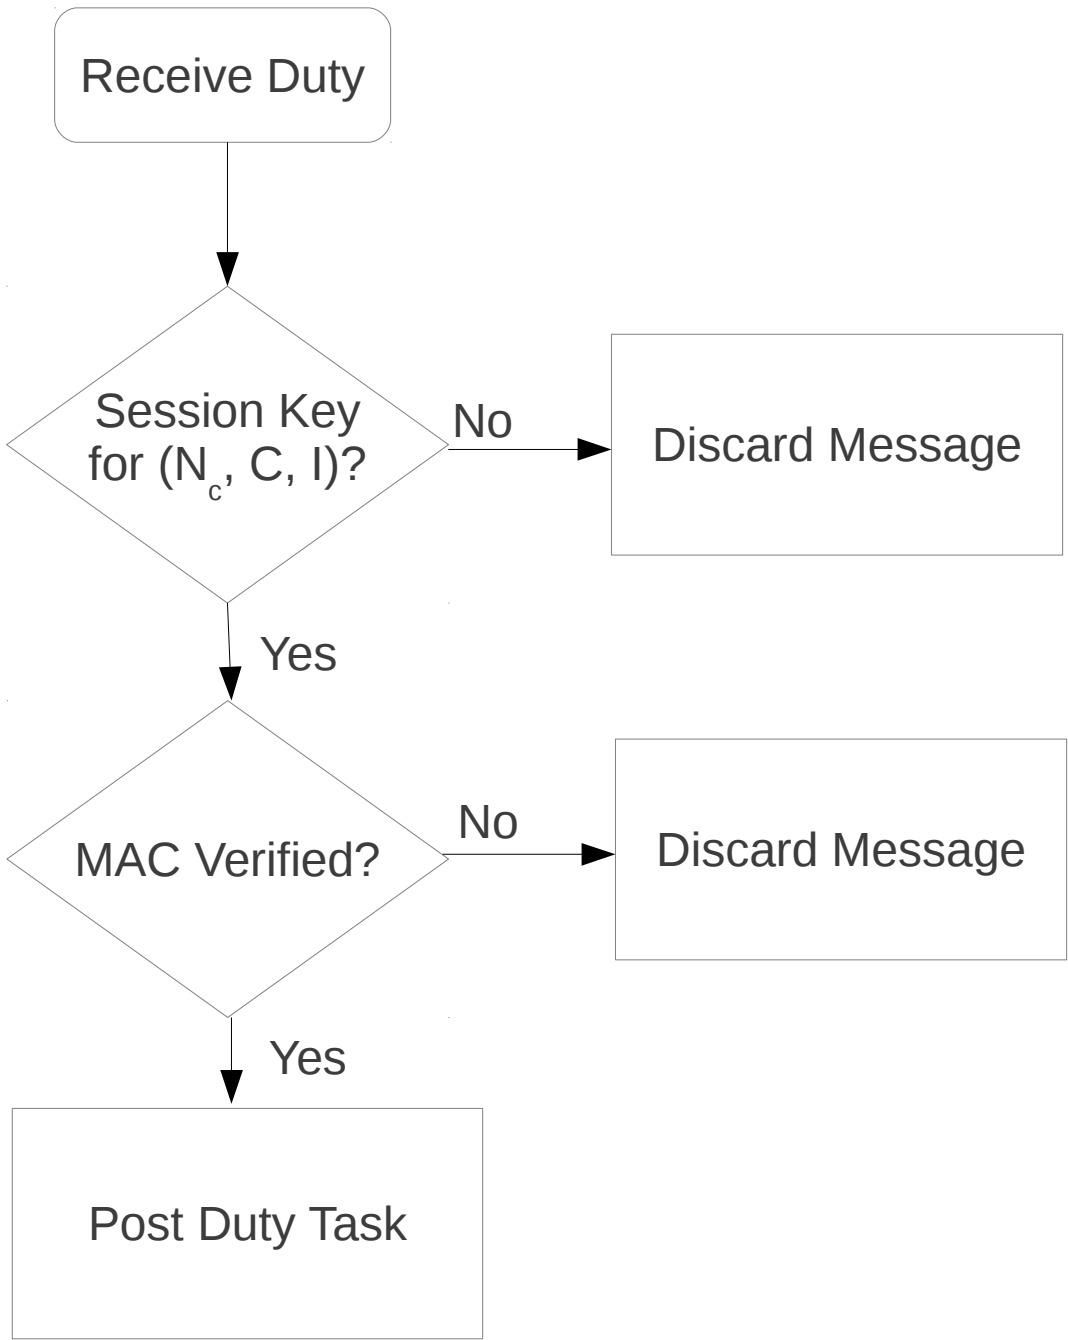 Receive Duty
Session Key
for (Nc, C, I)?
No
Discard Message
Yes
MAC Verified?
No
Discard Message
Yes
Post Duty Task